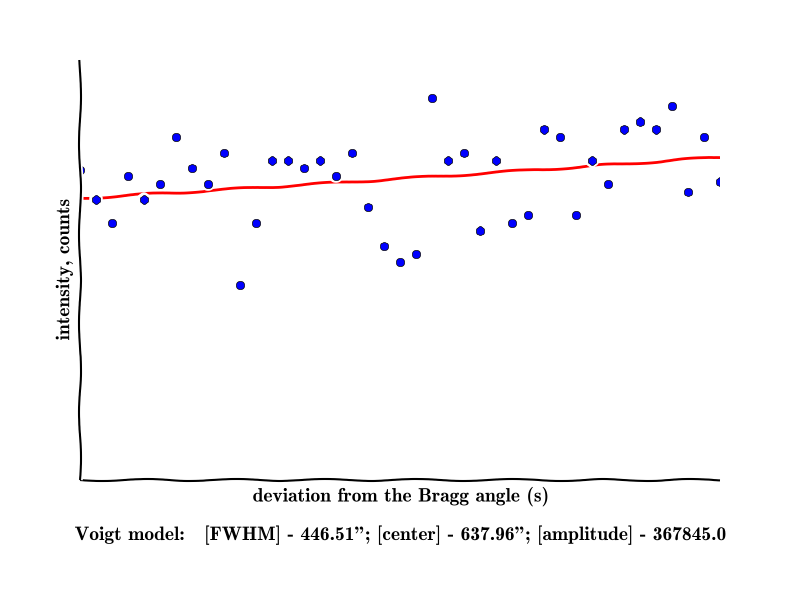 intensity, counts
deviation from the Bragg angle (s)
Voigt model: [FWHM] - 446.51”; [center] - 637.96”; [amplitude] - 367845.0